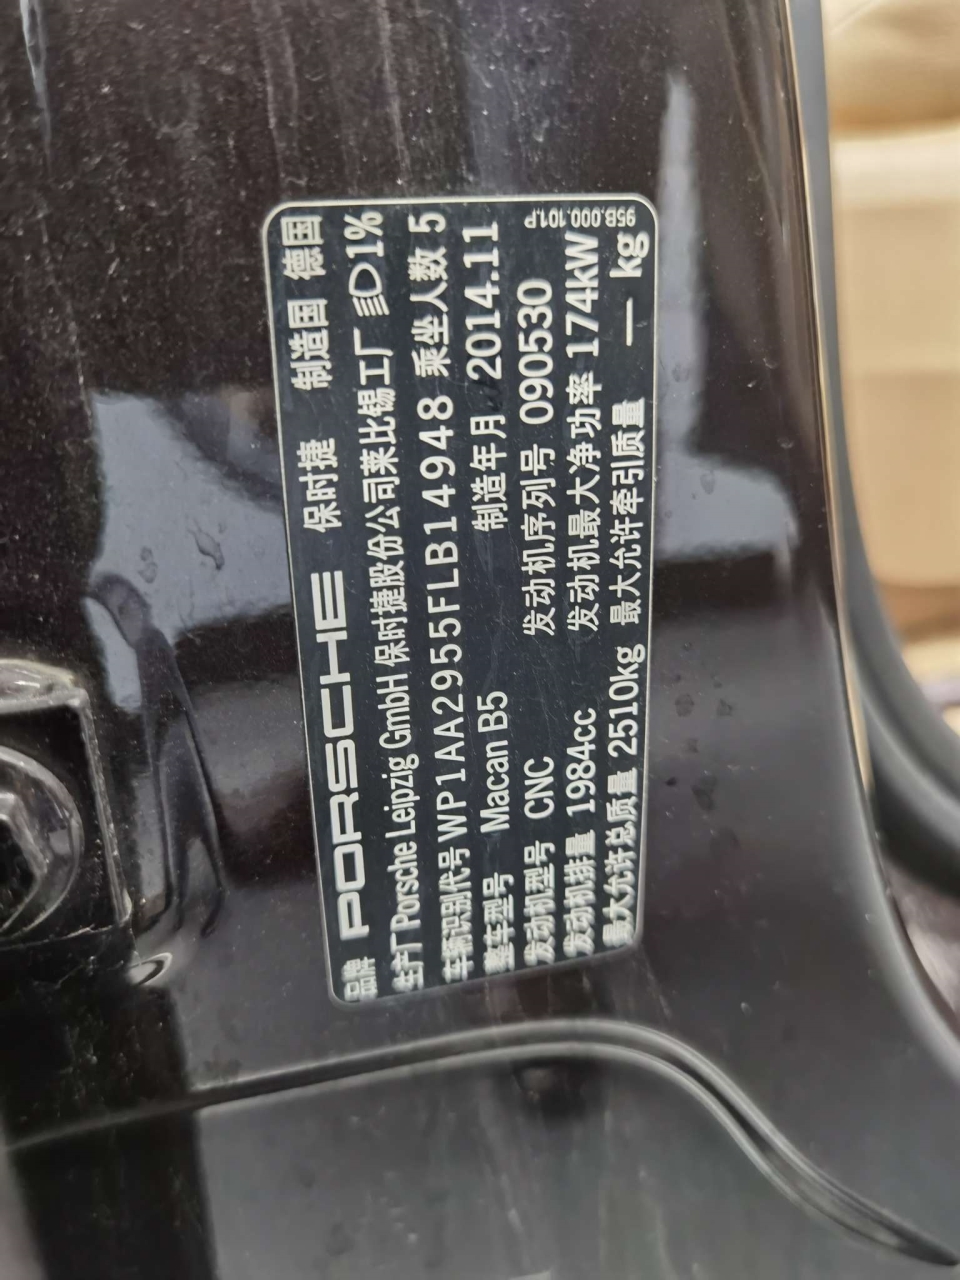 品牌 PORSCHE 保时捷 制造国 德国
生产厂 Porsche Leipzig GmbH 保时捷股份公司莱比锡工厂 1%
车辆识别代号 WP1AA2955FLB14948 乘坐人数 5
整车型号 Macan B5 制造年月 2014.11
发动机型号 CNC 发动机序列号 090530
发动机排量 1984cc 发动机最大净功率 174kW
最大允许总质量 2510kg 最大允许牵引质量 — kg
95B.000.101.P